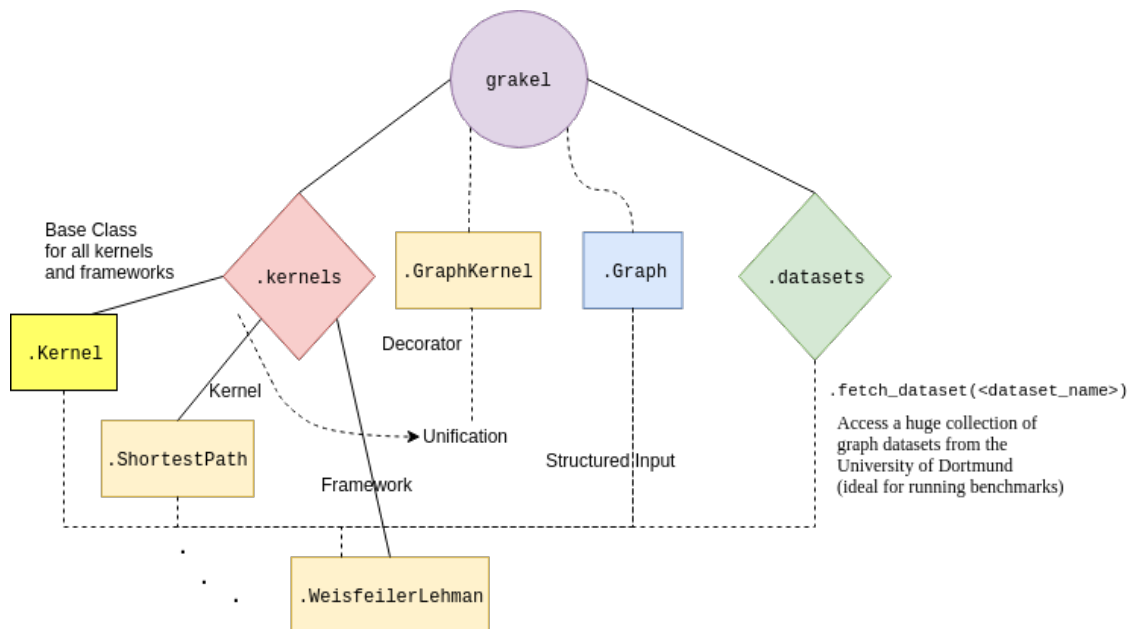 grakel
Base Class
for all kernels
and frameworks
.kernels
.GraphKernel
.Graph
.datasets
.Kernel
Decorator
Kernel
.fetch_dataset(<dataset_name>)
Access a huge collection of
graph datasets from the
University of Dortmund
(ideal for running benchmarks)
Unification
.ShortestPath
Structured Input
Framework
.WeisfeilerLehman